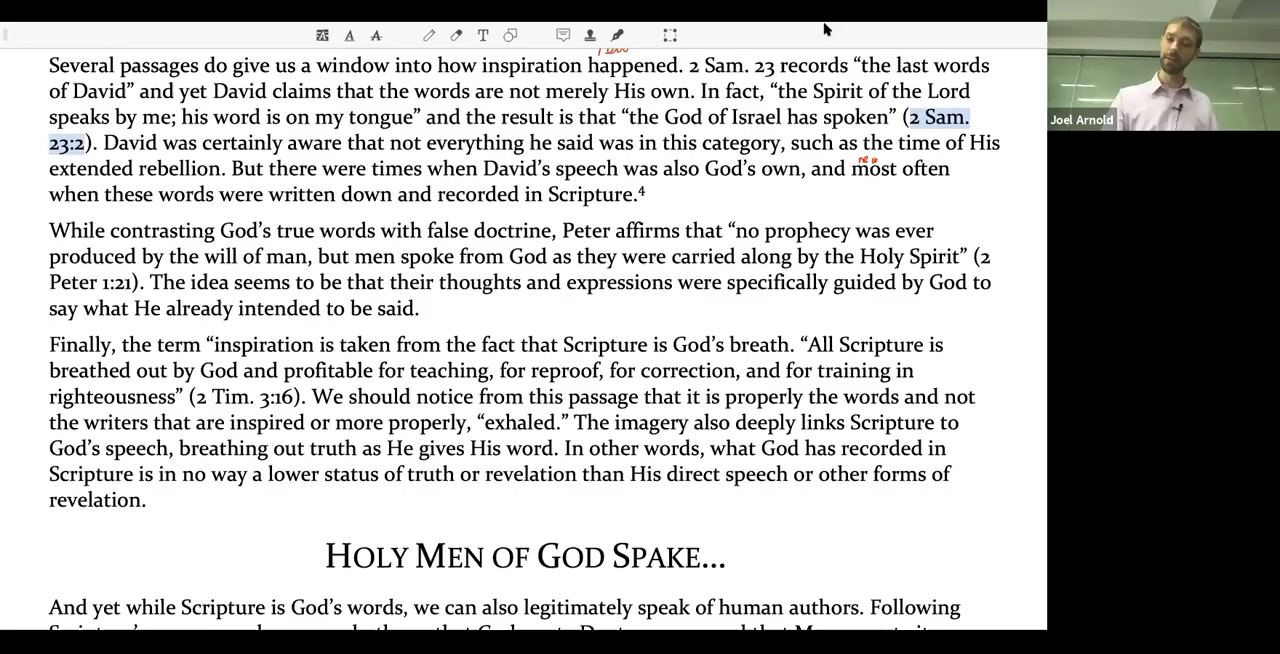 Several passages do give us a window into how inspiration happened. 2 Sam. 23 records “the last words
of David” and yet David claims that the words are not merely His own. In fact, “the Spirit of the Lord
speaks by me; his word is on my tongue” and the result is that “the God of Israel has spoken” (2 Sam.
23:2). David was certainly aware that not everything he said was in this category, such as the time of His
extended rebellion. But there were times when David’s speech was also God’s own, and most often
when these words were written down and recorded in Scripture.⁴
While contrasting God’s true words with false doctrine, Peter affirms that “no prophecy was ever
produced by the will of man, but men spoke from God as they were carried along by the Holy Spirit” (2
Peter 1:21). The idea seems to be that their thoughts and expressions were specifically guided by God to
say what He already intended to be said.
Finally, the term “inspiration is taken from the fact that Scripture is God’s breath. “All Scripture is
breathed out by God and profitable for teaching, for reproof, for correction, and for training in
righteousness” (2 Tim. 3:16). We should notice from this passage that it is properly the words and not
the writers that are inspired or more properly, “exhaled.” The imagery also deeply links Scripture to
God’s speech, breathing out truth as He gives His word. In other words, what God has recorded in
Scripture is in no way a lower status of truth or revelation than His direct speech or other forms of
revelation.
HOLY MEN OF GOD SPAKE...
And yet while Scripture is God’s words, we can also legitimately speak of human authors. Following
Joel Arnold